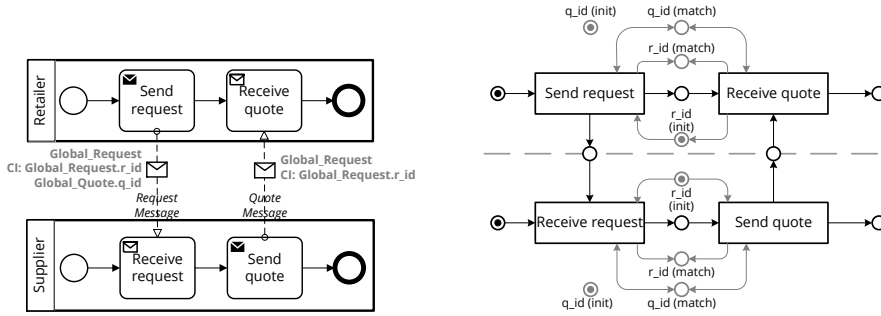 Retailer
Send
request
Receive
quote
Global_Request
CI: Global_Request.r_id
Global_Quote.q_id
Global_Request
CI: Global_Request.r_id
Request
Message
Quote
Message
Supplier
Receive
request
Send
quote
q_id (init)
q_id (match)
r_id (match)
Send request
Receive quote
r_id
(init)
r_id
(init)
Receive request
Send quote
r_id (match)
q_id (init)
q_id (match)